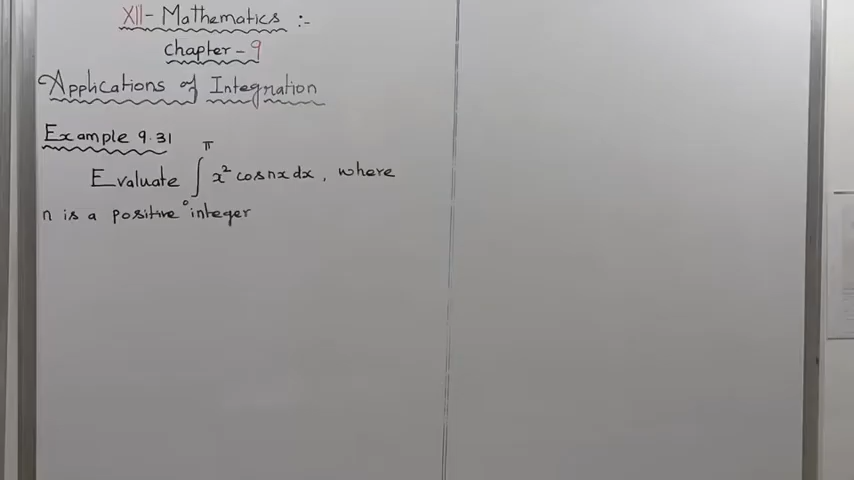 XII - Mathematics :-
Chapter - 9
Applications of Integration
Example 9.31
Evaluate ∫₀^π x² cos nx dx, where
n is a positive integer